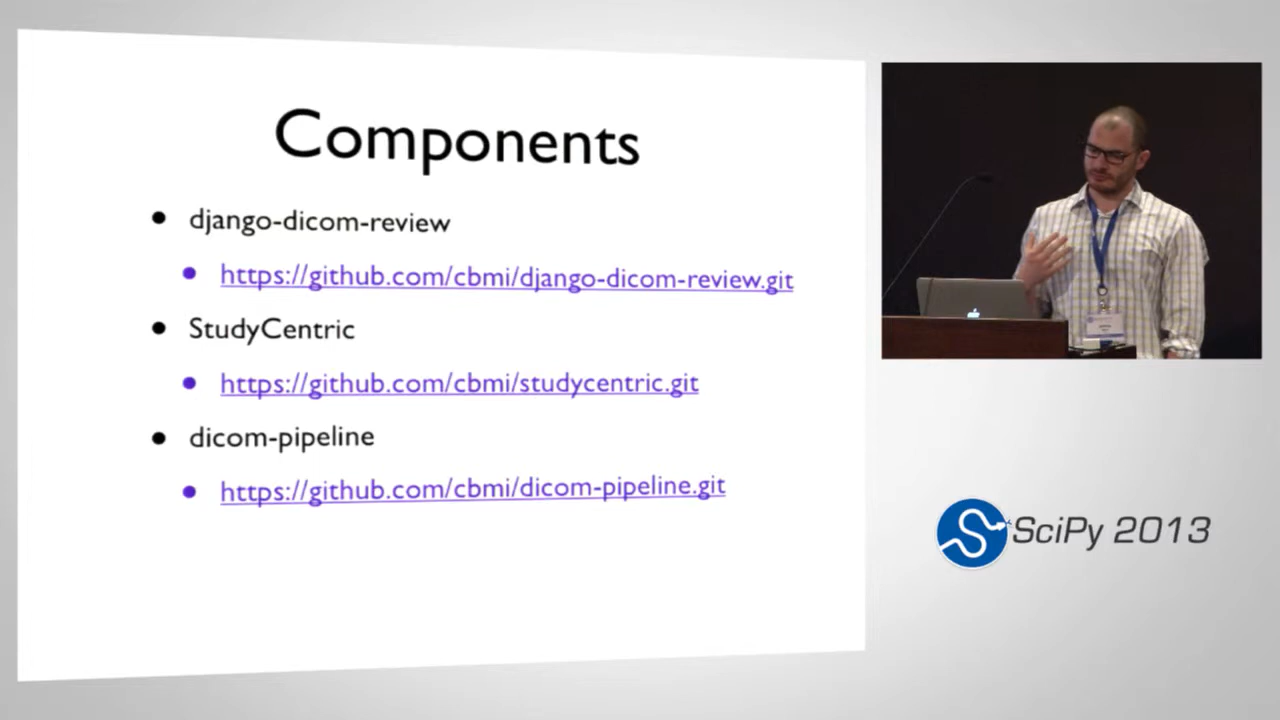 Components
django-dicom-review
https://github.com/cbmi/django-dicom-review.git
StudyCentric
https://github.com/cbmi/studycentric.git
dicom-pipeline
https://github.com/cbmi/dicom-pipeline.git
SciPy 2013